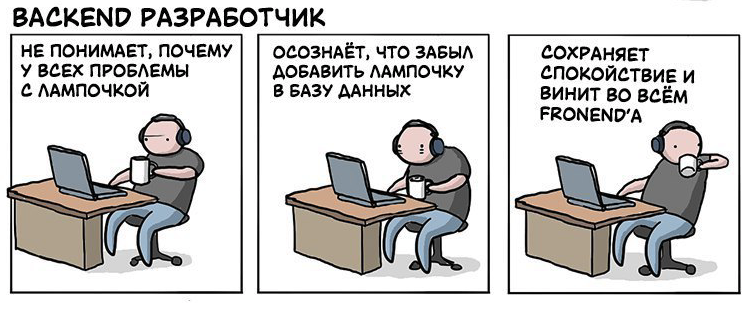 BACKEND РАЗРАБОТЧИК
НЕ ПОНИМАЕТ, ПОЧЕМУ
У ВСЕХ ПРОБЛЕМЫ
С ЛАМПОЧКОЙ
ОСОЗНАЁТ, ЧТО ЗАБЫЛ
ДОБАВИТЬ ЛАМПОЧКУ
В БАЗУ ДАННЫХ
СОХРАНЯЕТ
СПОКОЙСТВИЕ И
ВИНИТ ВО ВСЁМ
FRONEND'А